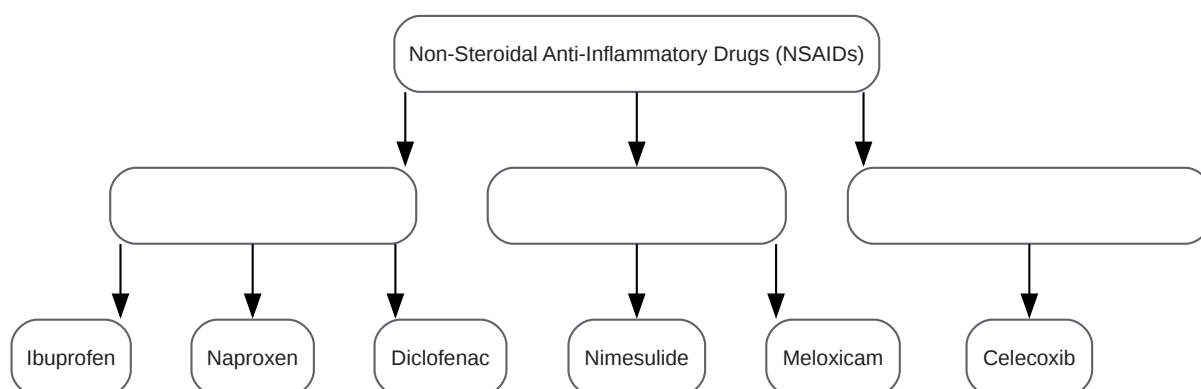 Non-Steroidal Anti-Inflammatory Drugs (NSAIDs)
Ibuprofen
Naproxen
Diclofenac
Nimesulide
Meloxicam
Celecoxib